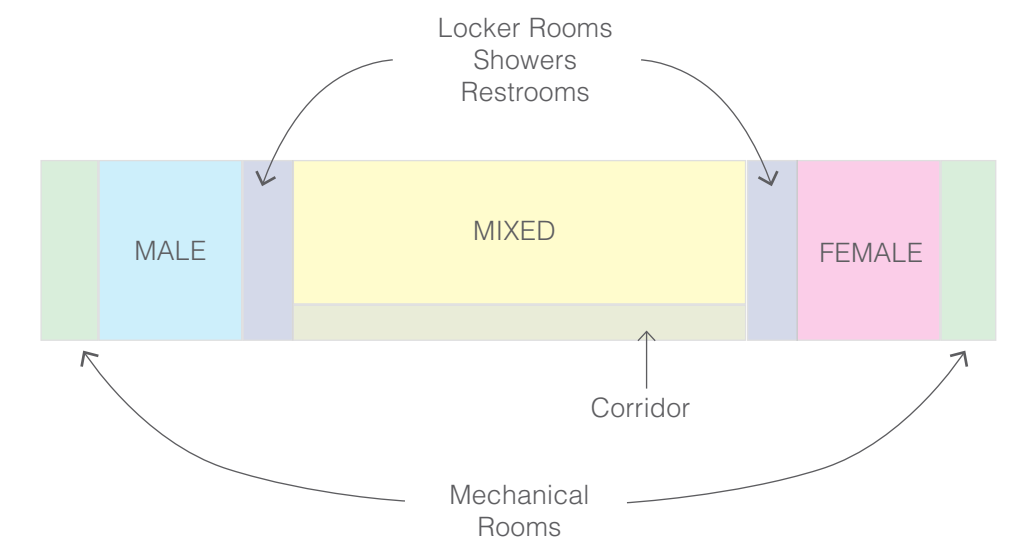 Locker Rooms
Showers
Restrooms
MALE
MIXED
FEMALE
Corridor
Mechanical
Rooms